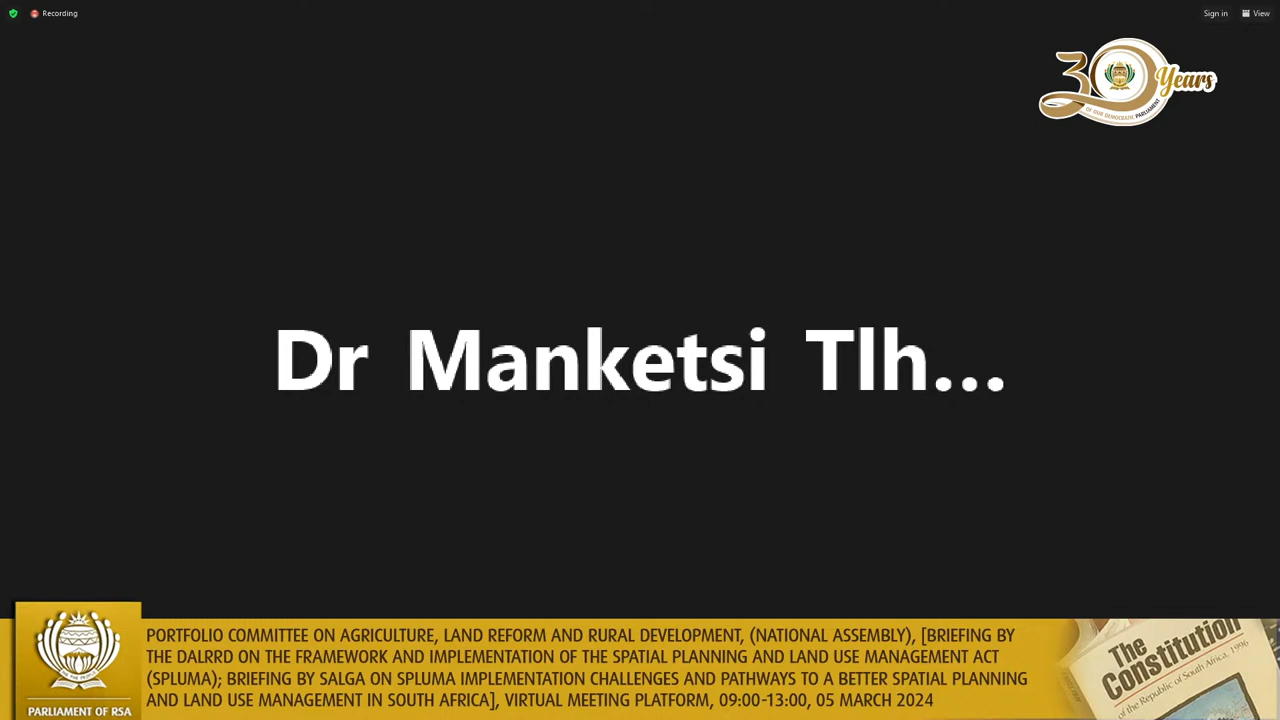 Recording
Sign in
View
30 Years
OF OUR DEMOCRATIC PARLIAMENT
Dr Manketsi Tlh...
PORTFOLIO COMMITTEE ON AGRICULTURE, LAND REFORM AND RURAL DEVELOPMENT, (NATIONAL ASSEMBLY), [BRIEFING BY
THE DALRRD ON THE FRAMEWORK AND IMPLEMENTATION OF THE SPATIAL PLANNING AND LAND USE MANAGEMENT ACT
(SPLUMA); BRIEFING BY SALGA ON SPLUMA IMPLEMENTATION CHALLENGES AND PATHWAYS TO A BETTER SPATIAL PLANNING
AND LAND USE MANAGEMENT IN SOUTH AFRICA], VIRTUAL MEETING PLATFORM, 09:00-13:00, 05 MARCH 2024
PARLIAMENT OF RSA
The
Constitution
of the Republic of South Africa, 1996